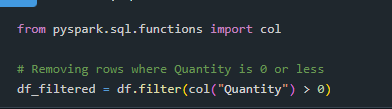 from pyspark.sql.functions import col
# Removing rows where Quantity is 0 or less
df_filtered = df.filter(col("Quantity") > 0)